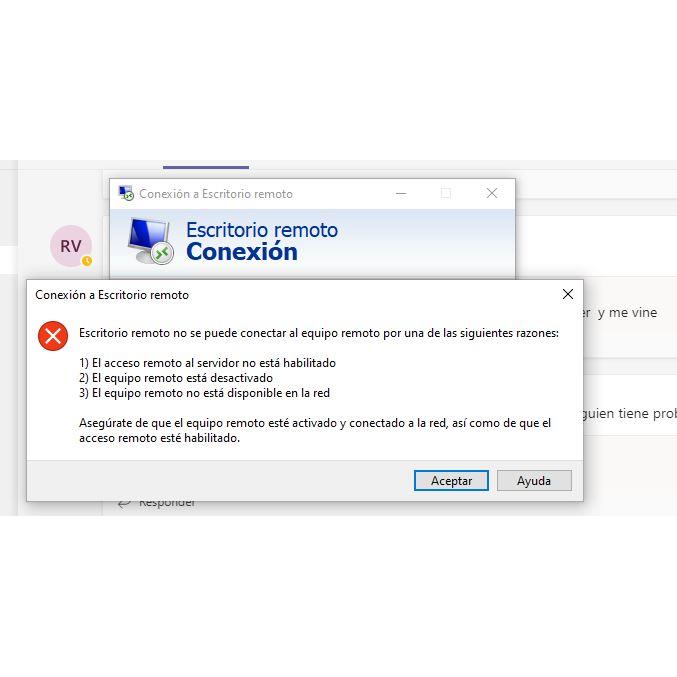 Conexión a Escritorio remoto
RV
Escritorio remoto
Conexión
Conexión a Escritorio remoto
Escritorio remoto no se puede conectar al equipo remoto por una de las siguientes razones:
1) El acceso remoto al servidor no está habilitado
2) El equipo remoto está desactivado
3) El equipo remoto no está disponible en la red
Asegúrate de que el equipo remoto esté activado y conectado a la red, así como de que el
acceso remoto esté habilitado.
Aceptar
Ayuda
y me vine
tiene
Responder